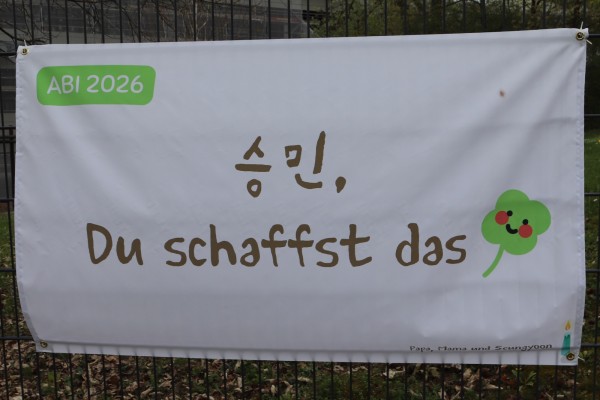 ABI 2026
승민,
Du schaffst das
Papa, Mama und Seungyoon